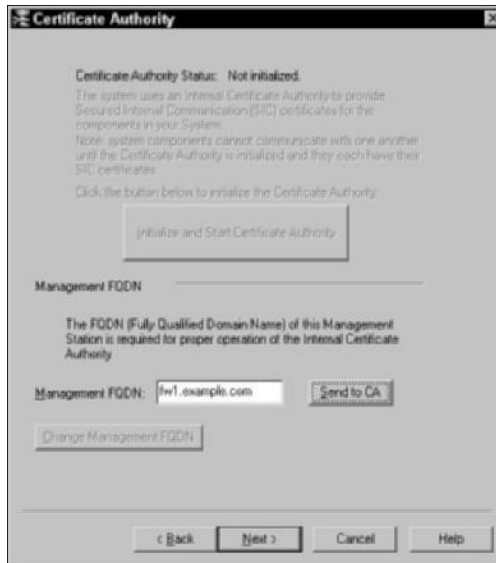 Certificate Authority
Certificate Authority Status: Not initialized.
The system uses an Internal Certificate Authority to provide
Secured Internal Communication (SIC) certificates for the
components in your System.
Note: system components cannot communicate with one another
until the Certificate Authority is initialized and they each have their
SIC certificates
Click the button below to initialize the Certificate Authority.
Initialize and Start Certificate Authority
Management FQDN
The FQDN (Fully Qualified Domain Name) of this Management
Station is required for proper operation of the Internal Certificate
Authority
Management FQDN: fw1.example.com Send to CA
Change Management FQDN
< Back Next > Cancel Help